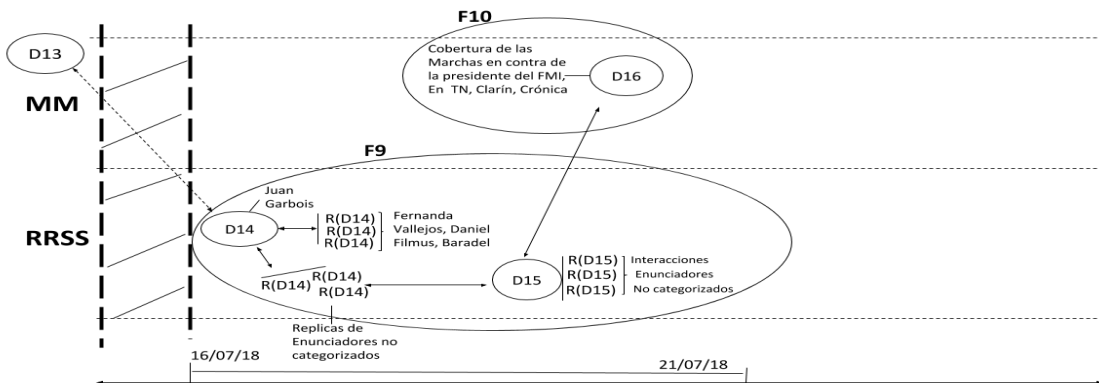 F10
D13
Cobertura de las
Marchas en contra de
la presidente del FMI,
En TN, Clarín, Crónica
D16
MM
F9
Juan
Garbois
D14
R(D14)
R(D14)
R(D14)
Fernanda
Vallejos, Daniel
Filmus, Baradel
RRSS
R(D14)
R(D14)
R(D14)
D15
R(D15)
R(D15)
R(D15)
Interacciones
Enunciadores
No categorizados
Replicas de
Enunciadores no
categorizados
16/07/18
21/07/18